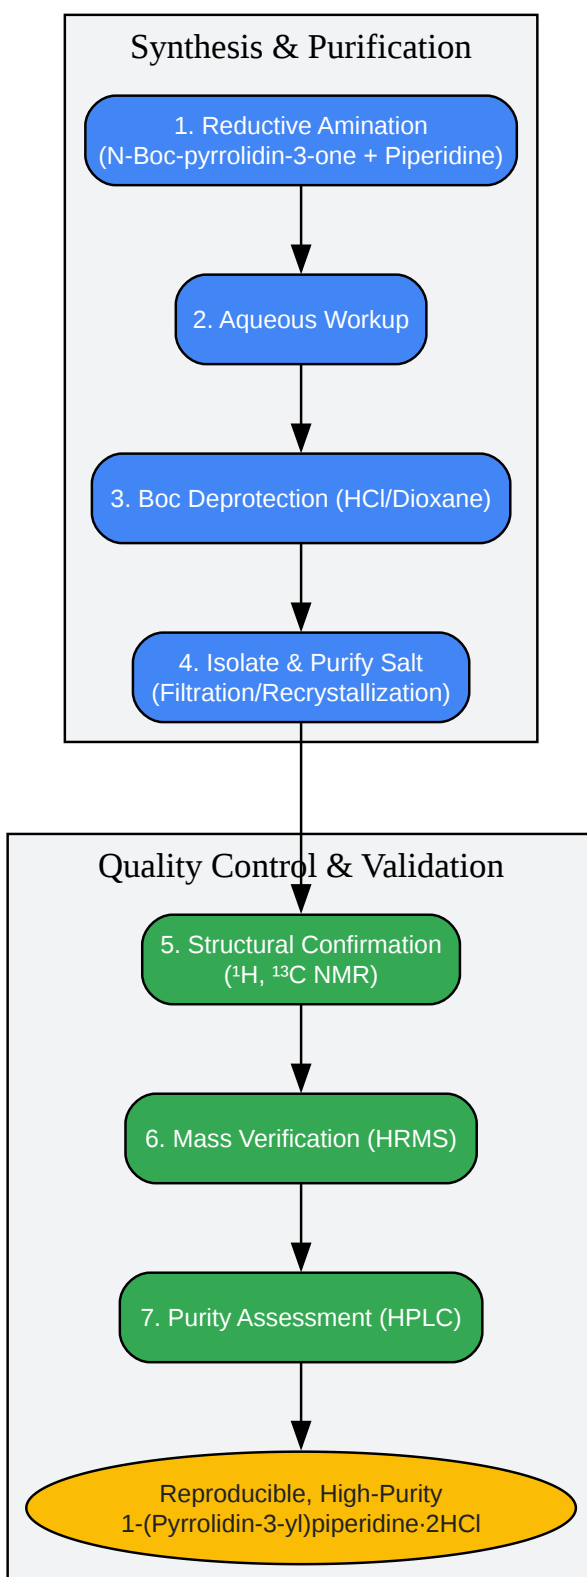 Synthesis & Purification
1. Reductive Amination
(N-Boc-pyrrolidin-3-one + Piperidine)
2. Aqueous Workup
3. Boc Deprotection (HCl/Dioxane)
4. Isolate & Purify Salt
(Filtration/Recrystallization)
Quality Control & Validation
5. Structural Confirmation
(¹H, ¹³C NMR)
6. Mass Verification (HRMS)
7. Purity Assessment (HPLC)
Reproducible, High-Purity
1-(Pyrrolidin-3-yl)piperidine·2HCl